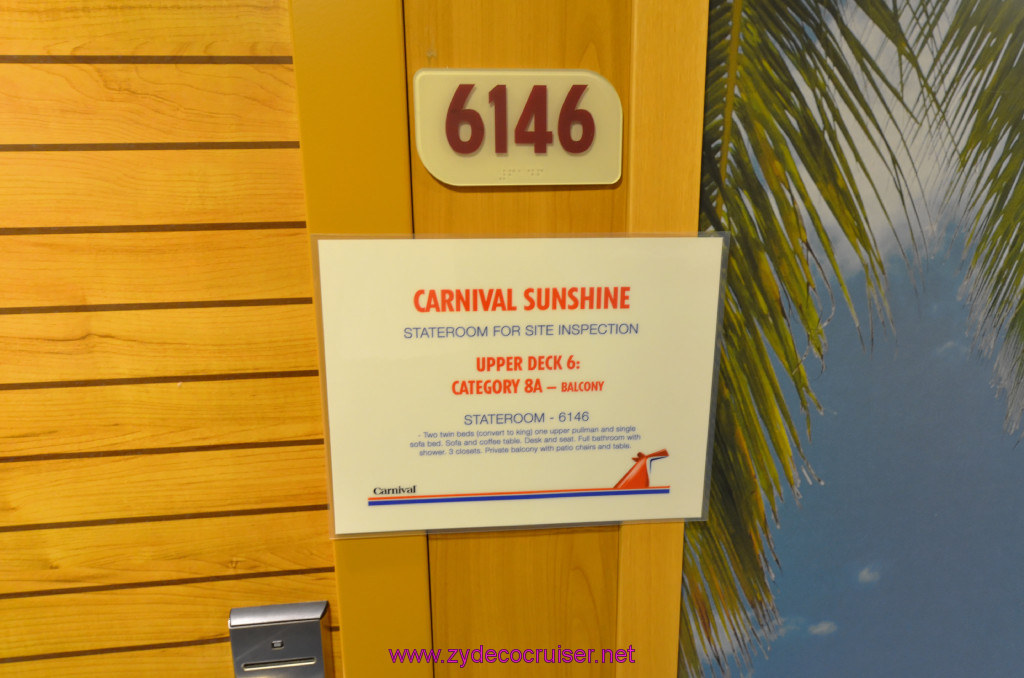 6146
CARNIVAL SUNSHINE
STATEROOM FOR SITE INSPECTION
UPPER DECK 6:
CATEGORY 8A – BALCONY
STATEROOM - 6146
- Two twin beds (convert to king) one upper pullman and single
sofa bed. Sofa and coffee table. Desk and seat. Full bathroom with
shower. 3 closets. Private balcony with patio chairs and table.
Carnival
www.zydecocruiser.net